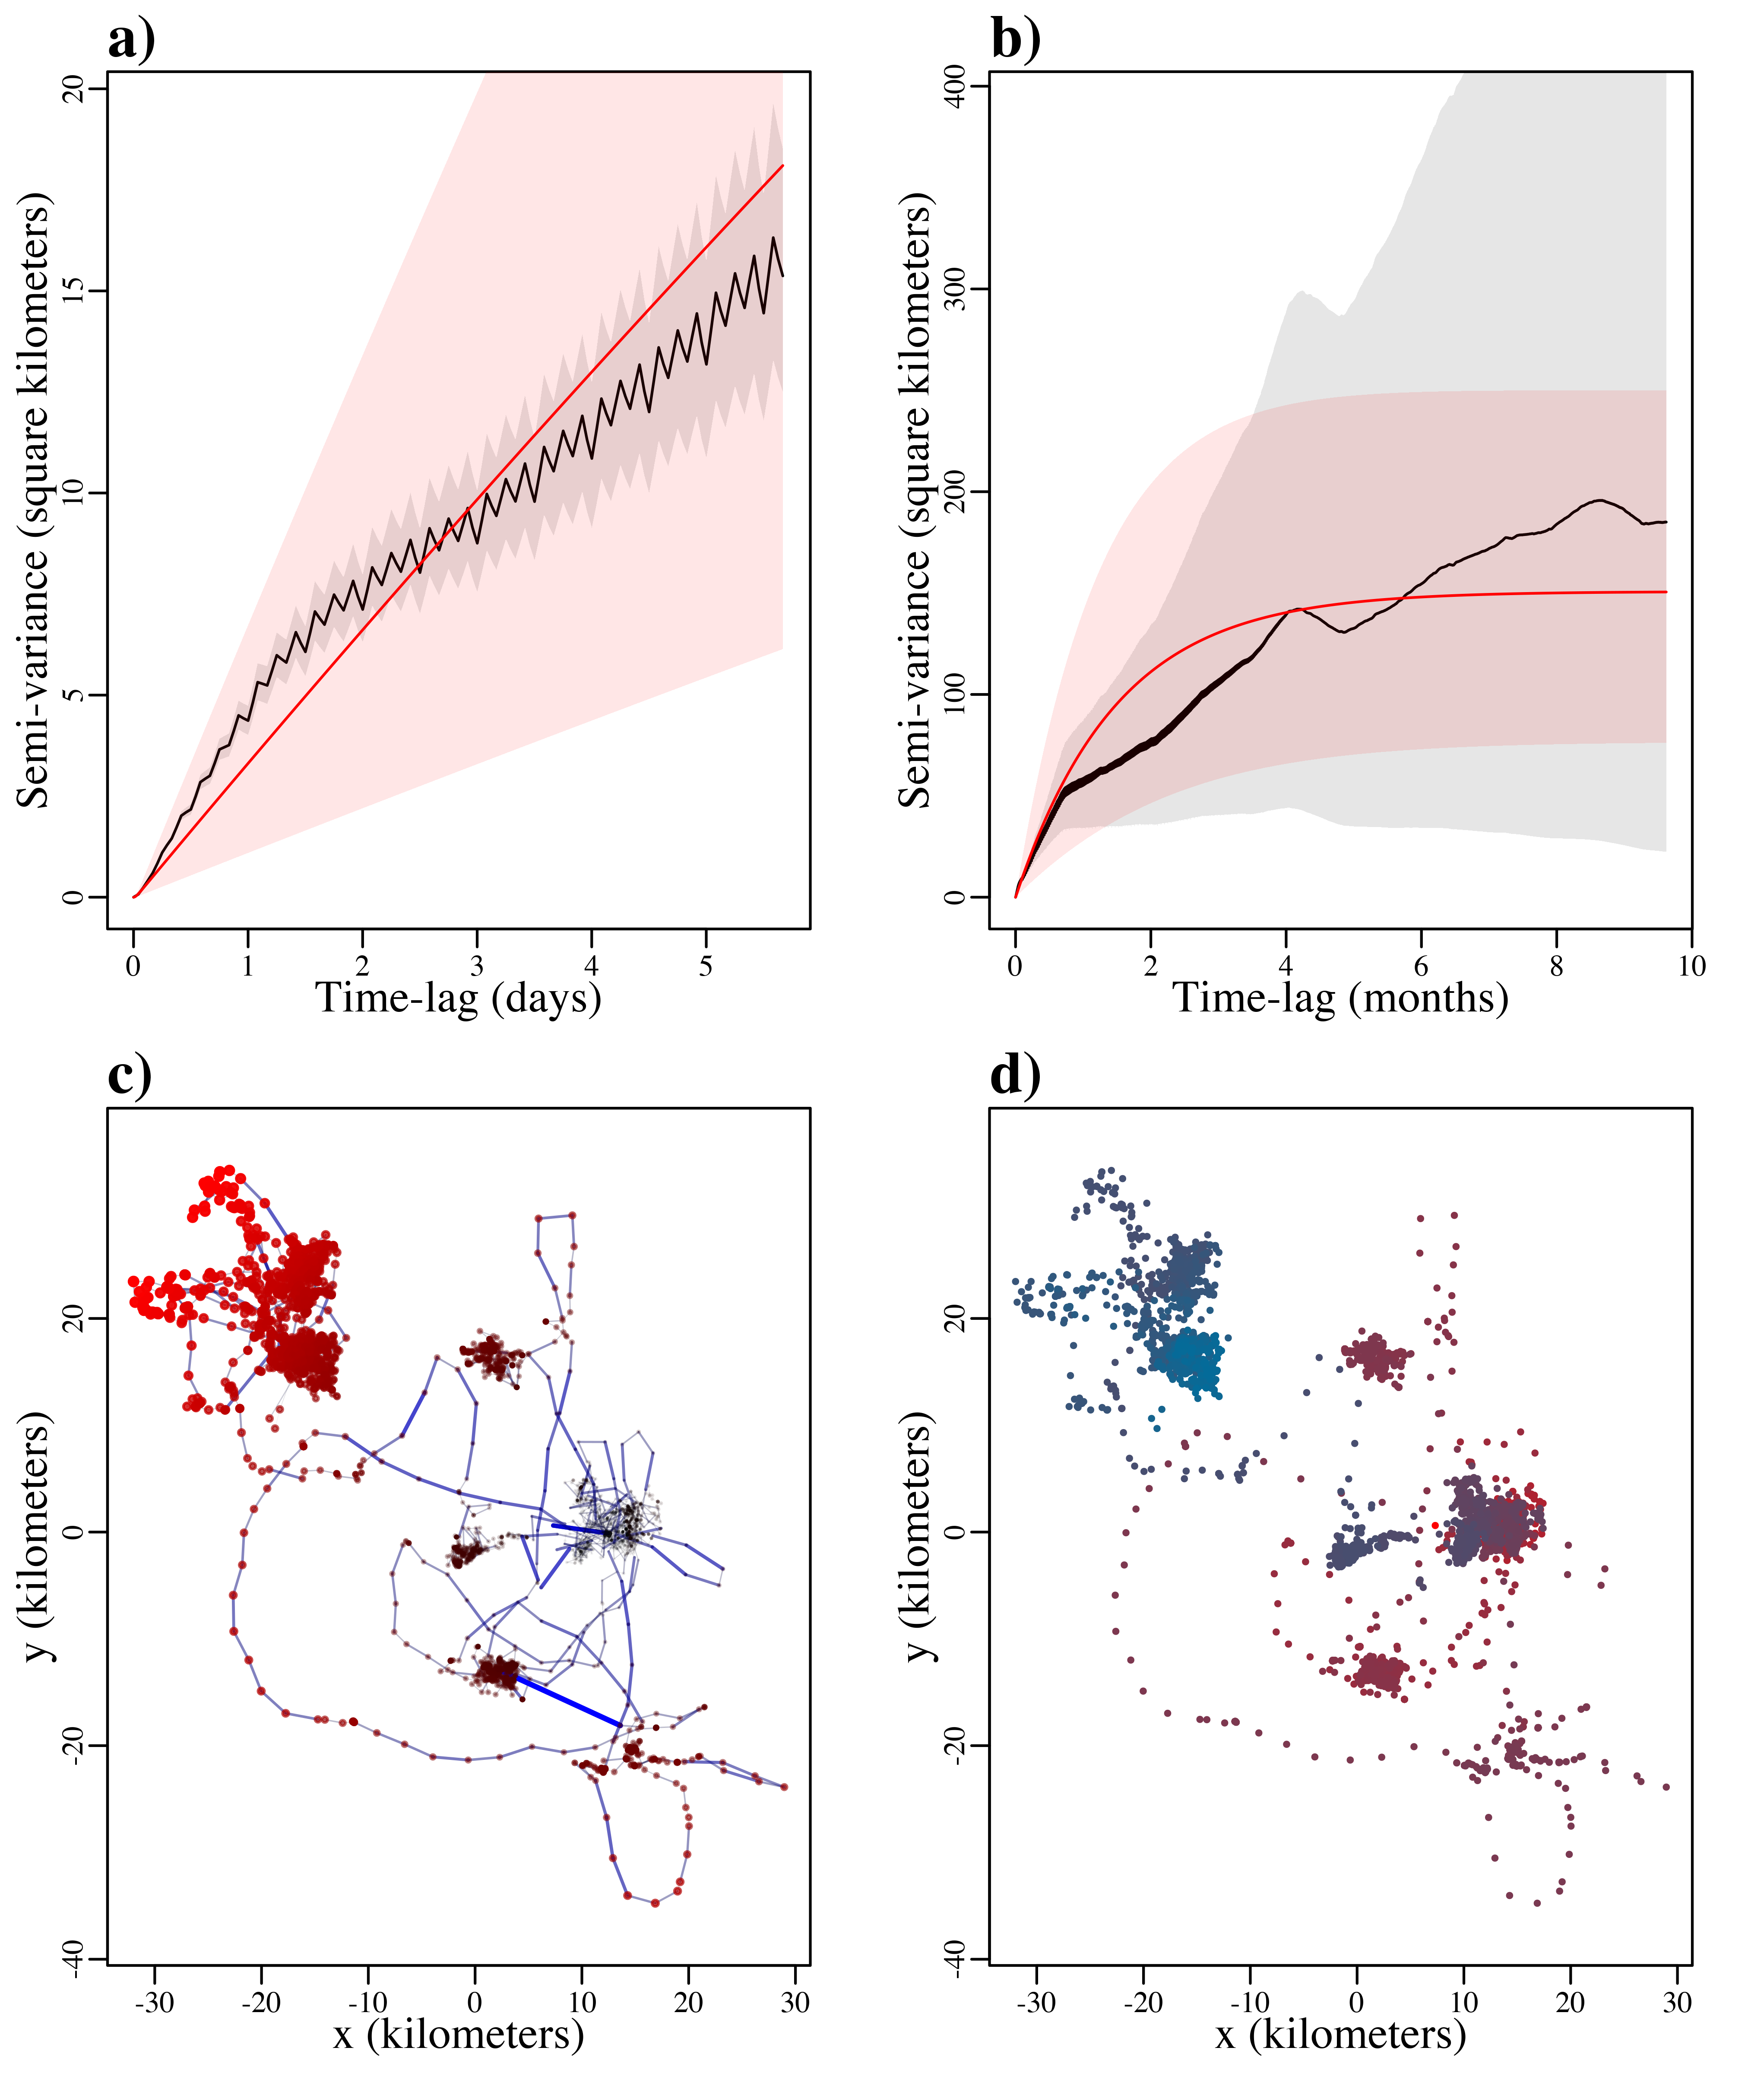 a)
Semi-variance (square kilometers)
20
15
10
5
0
0 1 2 3 4 5
Time-lag (days)
b)
Semi-variance (square kilometers)
400
300
200
100
0
0 2 4 6 8 10
Time-lag (months)
c)
y (kilometers)
20
0
-20
-40
-30 -20 -10 0 10 20 30
x (kilometers)
d)
y (kilometers)
20
0
-20
-40
-30 -20 -10 0 10 20 30
x (kilometers)